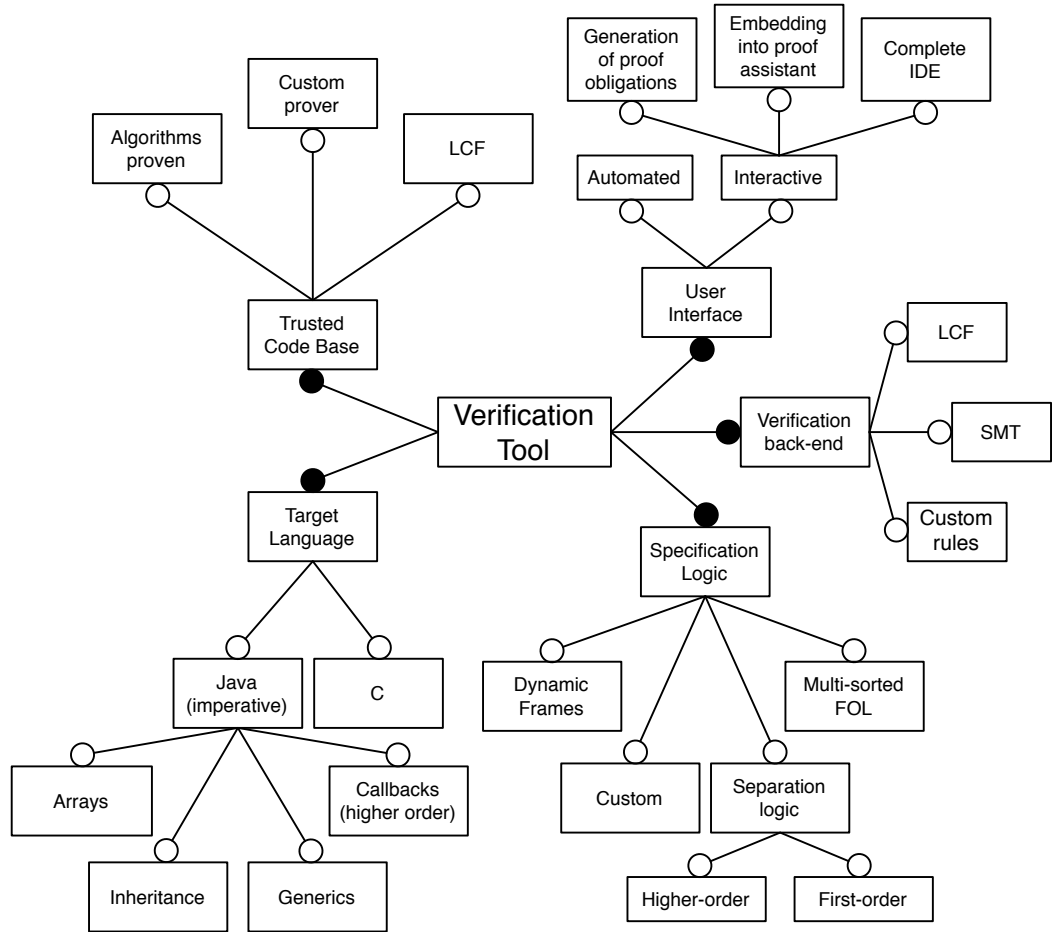 Generation
of proof
obligations
Embedding
into proof
assistant
Complete
IDE
Custom
prover
Algorithms
proven
LCF
Automated
Interactive
User
Interface
Trusted
Code Base
LCF
Verification
Tool
Verification
back-end
SMT
Custom
rules
Target
Language
Specification
Logic
Java
(imperative)
C
Dynamic
Frames
Multi-sorted
FOL
Arrays
Callbacks
(higher order)
Custom
Separation
logic
Inheritance
Generics
Higher-order
First-order